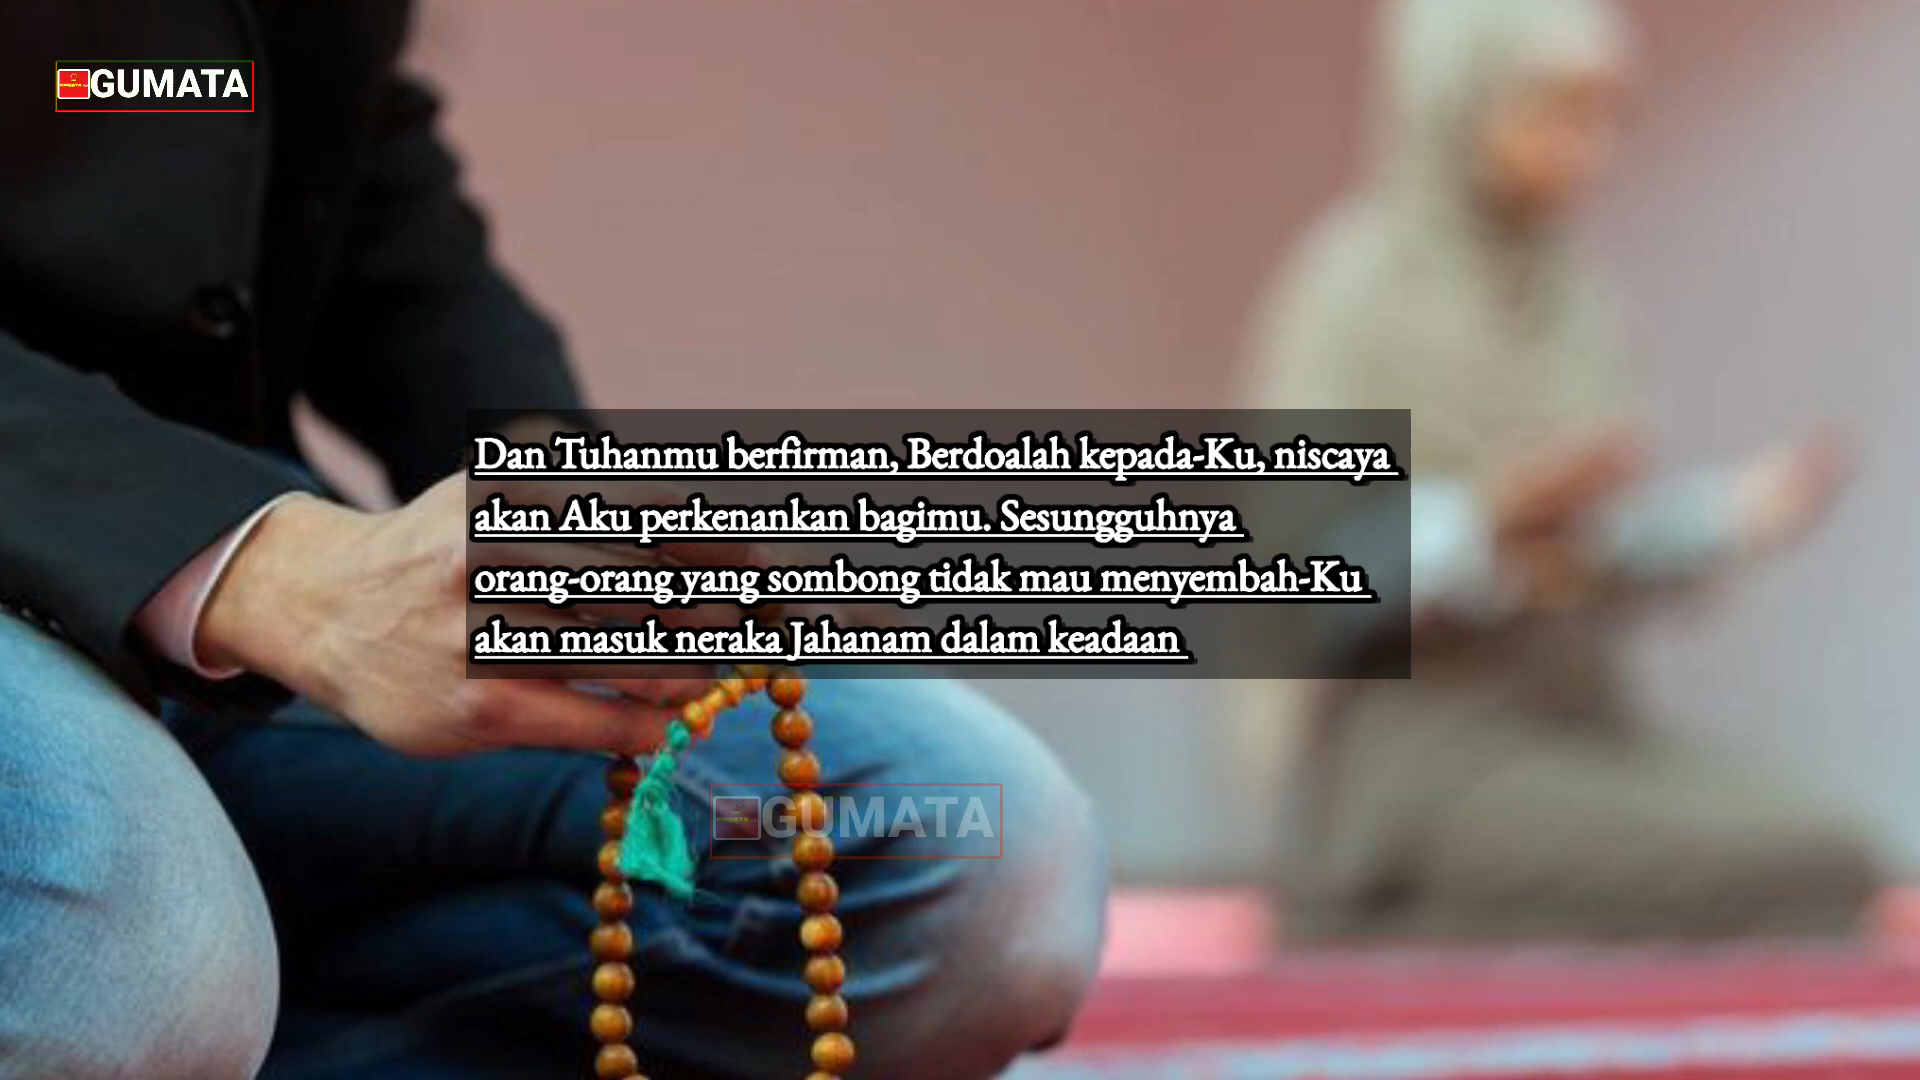 GUMATA
Dan Tuhanmu berfirman, Berdoalah kepada-Ku, niscaya
akan Aku perkenankan bagimu. Sesungguhnya
orang-orang yang sombong tidak mau menyembah-Ku
akan masuk neraka Jahanam dalam keadaan
GUMATA